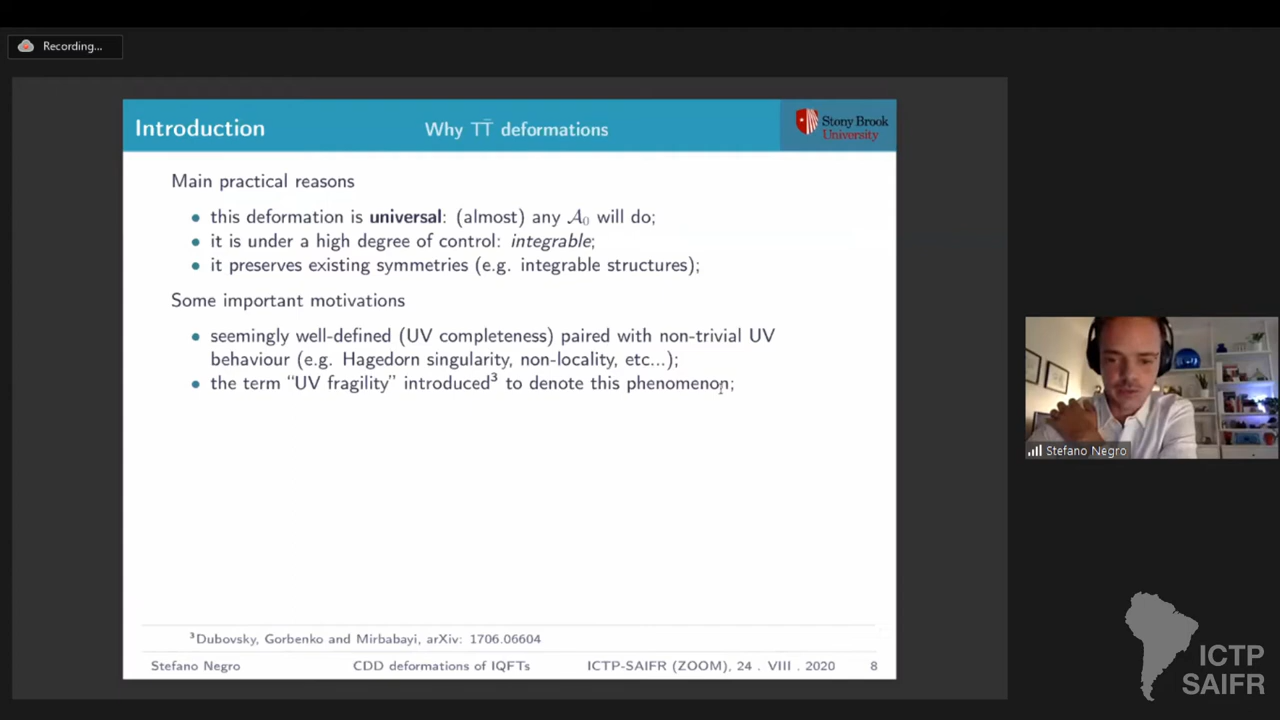 Recording...
Introduction
Why TT̄ deformations
Stony Brook
University
Main practical reasons
• this deformation is universal: (almost) any 𝒜₀ will do;
• it is under a high degree of control: integrable;
• it preserves existing symmetries (e.g. integrable structures);
Some important motivations
• seemingly well-defined (UV completeness) paired with non-trivial UV
behaviour (e.g. Hagedorn singularity, non-locality, etc...);
• the term “UV fragility” introduced³ to denote this phenomenon;
³Dubovsky, Gorbenko and Mirbabayi, arXiv: 1706.06604
Stefano Negro CDD deformations of IQFTs ICTP-SAIFR (ZOOM), 24 . VIII . 2020 8
Stefano Negro
ICTP
SAIFR